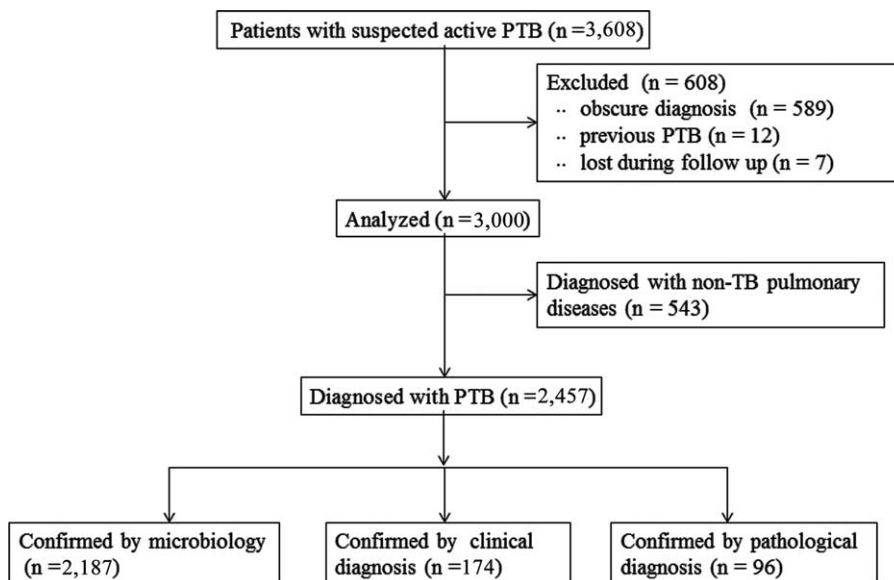 Patients with suspected active PTB (n =3,608)
Excluded (n = 608)
·· obscure diagnosis (n = 589)
·· previous PTB (n = 12)
·· lost during follow up (n = 7)
Analyzed (n =3,000)
Diagnosed with non-TB pulmonary
diseases (n = 543)
Diagnosed with PTB (n =2,457)
Confirmed by microbiology
(n =2,187)
Confirmed by clinical
diagnosis (n =174)
Confirmed by pathological
diagnosis (n = 96)